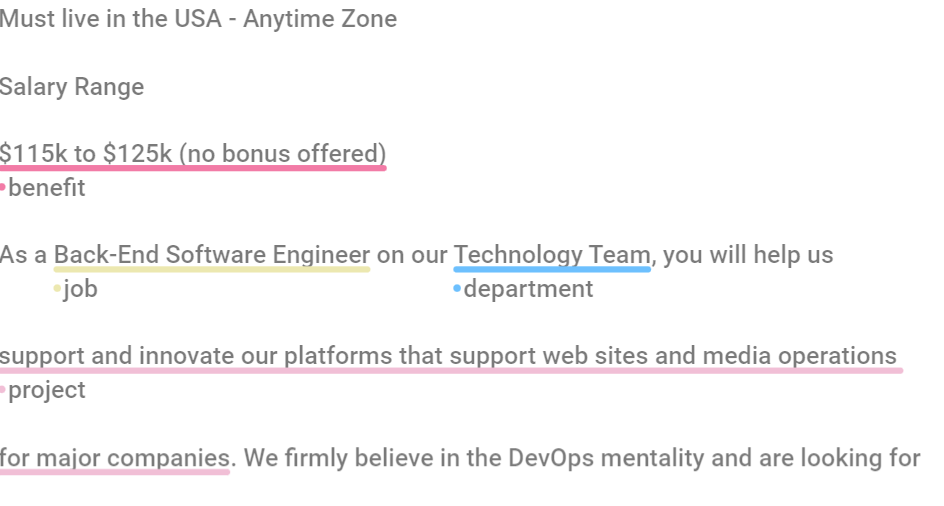 Must live in the USA - Anytime Zone
Salary Range
$115k to $125k (no bonus offered)
benefit
As a Back-End Software Engineer on our Technology Team, you will help us
job department
support and innovate our platforms that support web sites and media operations
project
for major companies. We firmly believe in the DevOps mentality and are looking for